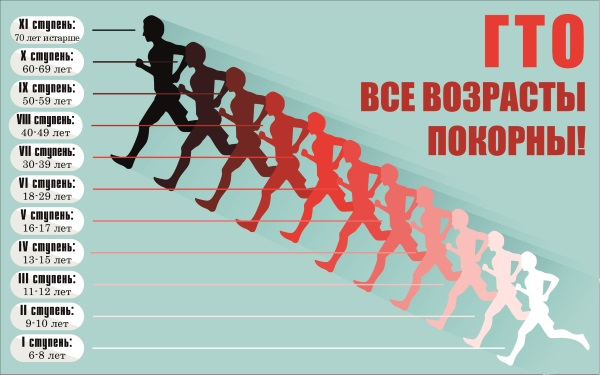 XI ступень:
70 лет истарше
X ступень:
60-69 лет
IX ступень:
50-59 лет
VIII ступень:
40-49 лет
VII ступень:
30-39 лет
VI ступень:
18-29 лет
V ступень:
16-17 лет
IV ступень:
13-15 лет
III ступень:
11-12 лет
II ступень:
9-10 лет
I ступень:
6-8 лет
ГТО
ВСЕ ВОЗРАСТЫ
ПОКОРНЫ!